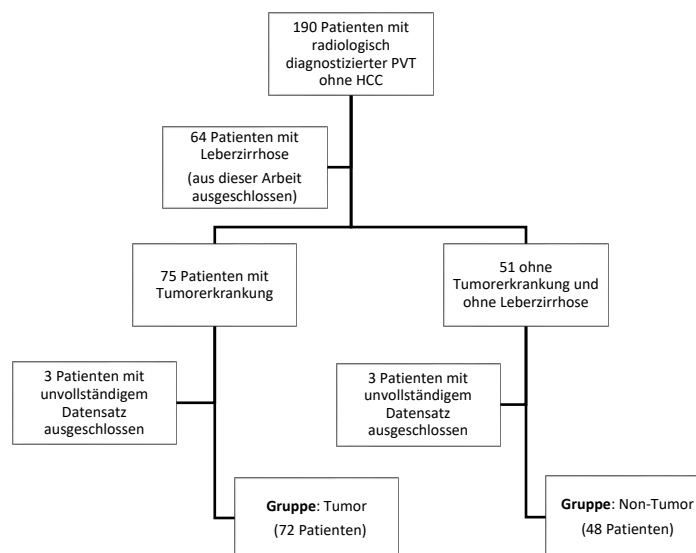 190 Patienten mit
radiologisch
diagnostizierter PVT
ohne HCC
64 Patienten mit
Leberzirrhose
(aus dieser Arbeit
ausgeschlossen)
75 Patienten mit
Tumorerkrankung
51 ohne
Tumorerkrankung und
ohne Leberzirrhose
3 Patienten mit
unvollständigem
Datensatz
ausgeschlossen
3 Patienten mit
unvollständigem
Datensatz
ausgeschlossen
Gruppe: Tumor
(72 Patienten)
Gruppe: Non-Tumor
(48 Patienten)